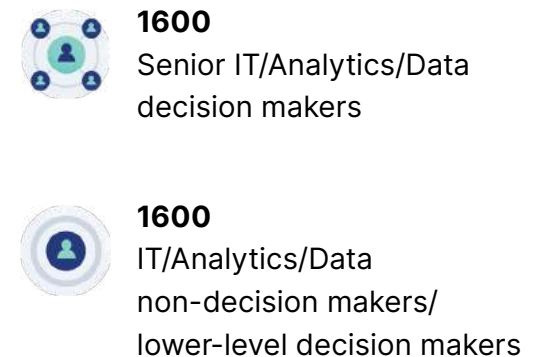 1600
Senior IT/Analytics/Data
decision makers
1600
IT/Analytics/Data
non-decision makers/
lower-level decision makers